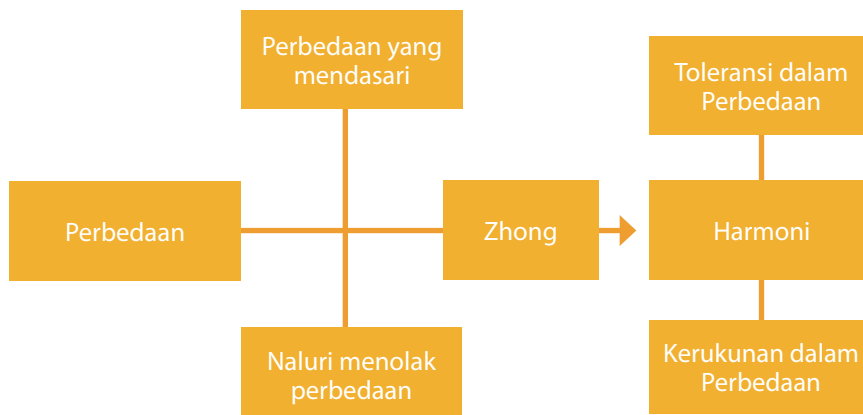 Perbedaan yang
mendasari
Toleransi dalam
Perbedaan
Perbedaan
Zhong
Harmoni
Naluri menolak
perbedaan
Kerukunan dalam
Perbedaan